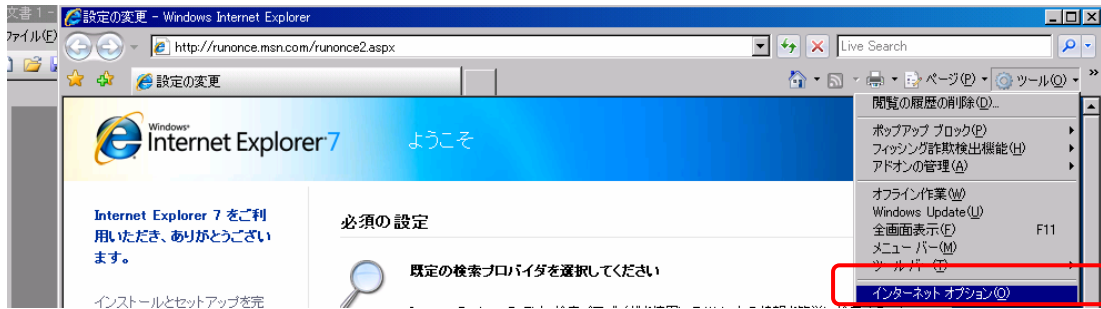 文書1 -
ファイル(E)
設定の変更 - Windows Internet Explorer
http://runonce.msn.com/runonce2.aspx
Live Search
設定の変更
ページ(P)
ツール(O)
»
Windows®
Internet Explorer 7
ようこそ
閲覧の履歴の削除(D)...
ポップアップ ブロック(P)
フィッシング詐欺検出機能(H)
アドオンの管理(A)
オフライン作業(W)
Windows Update(U)
全画面表示(F) F11
メニュー バー(M)
ツール バー(T)
インターネット オプション(O)
Internet Explorer 7 をご利
用いただき、ありがとうござい
ます。
インストールとセットアップを完
必須の設定
既定の検索プロバイダを選択してください